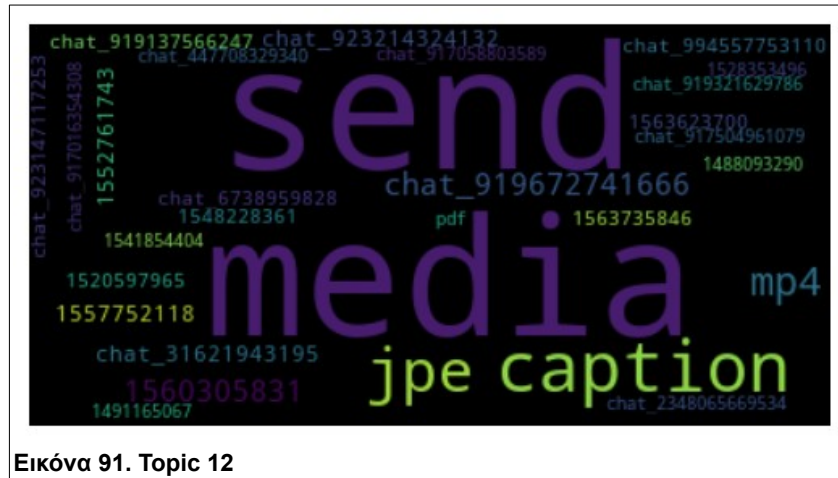 chat_919137566247 chat_923214324132
chat_447708329340 chat_917058803589
chat_994557753110
1528353496
chat_919321629786
chat_923147117253
chat_917016354308
1552761743
send
1563623700
chat_917504961079
1488093290
chat_919672741666
chat_6738959828
1548228361
pdf
1563735846
1541854404
media
1520597965
mp4
1557752118
chat_31621943195
jpe
caption
1560305831
1491165067
chat_2348065669534
Εικόνα 91. Topic 12